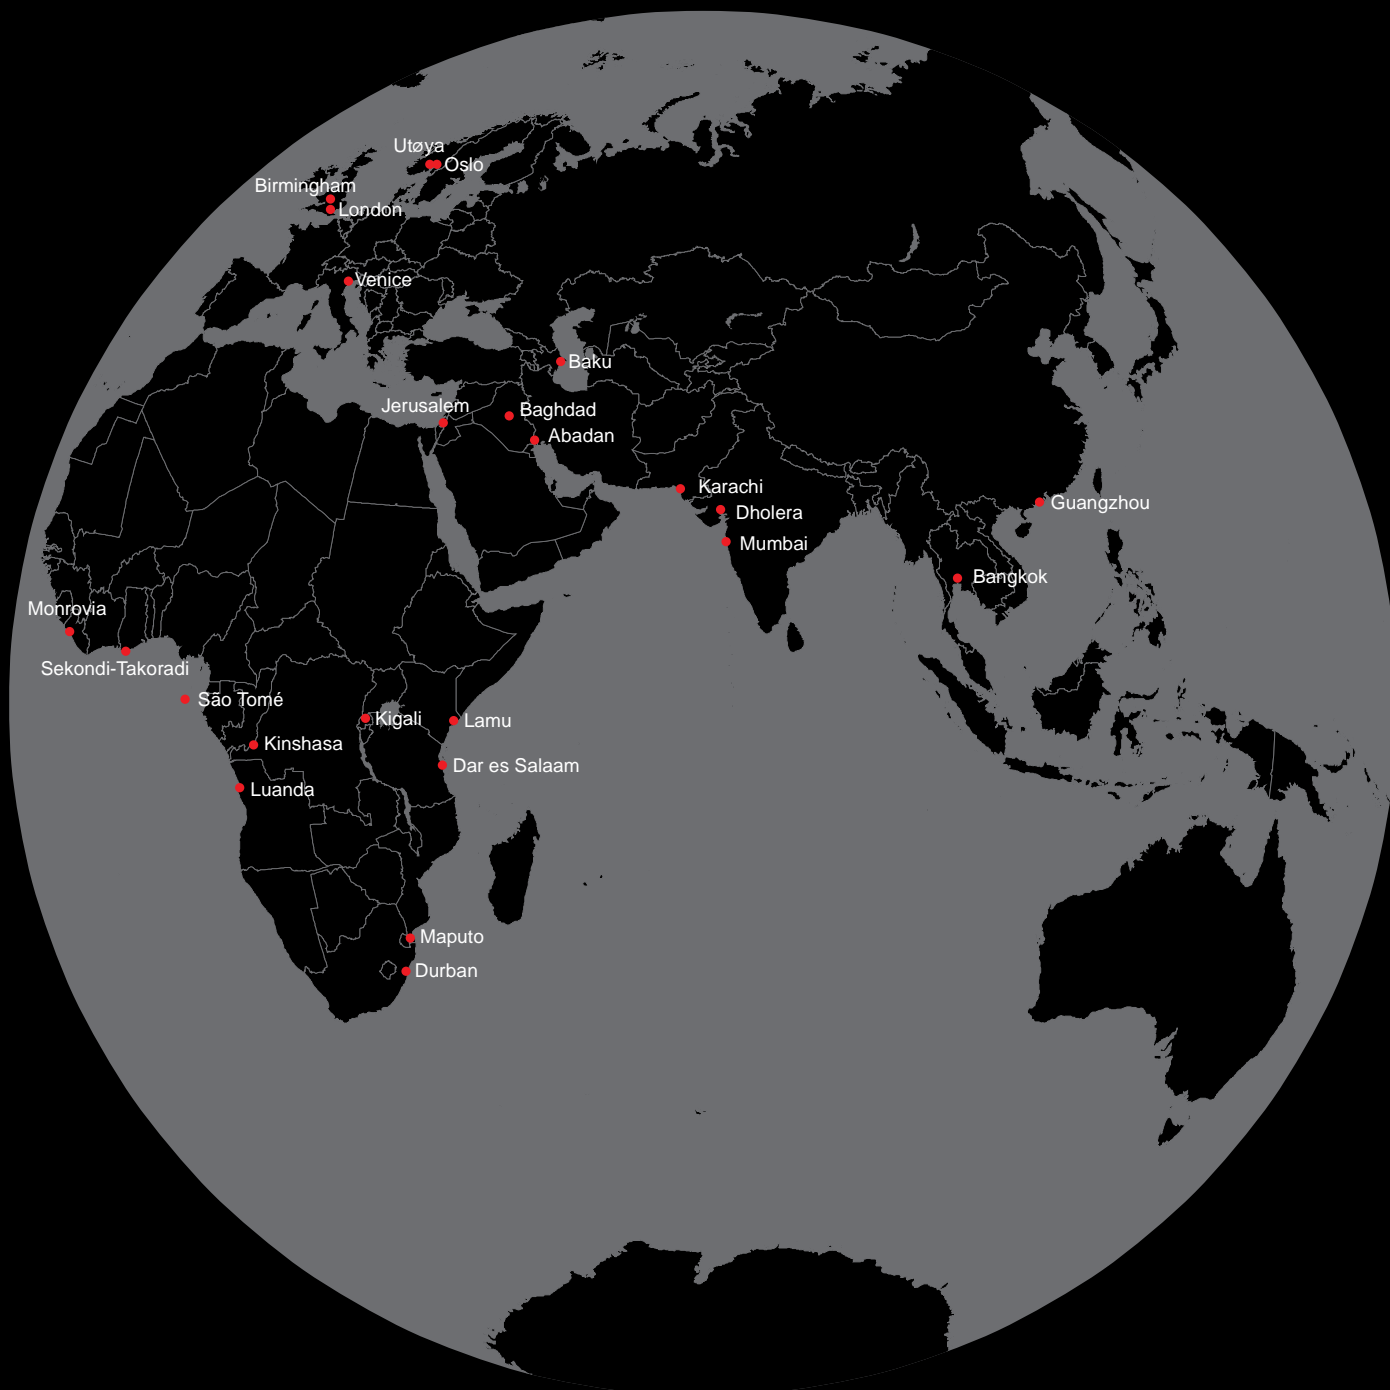 Utøya
Oslo
Birmingham
London
Venice
Baku
Jerusalem
Baghdad
Abadan
Karachi
Guangzhou
Dholera
Mumbai
Bangkok
Monrovia
Sekondi-Takoradi
São Tomé
Kigali
Lamu
Kinshasa
Dar es Salaam
Luanda
Maputo
Durban